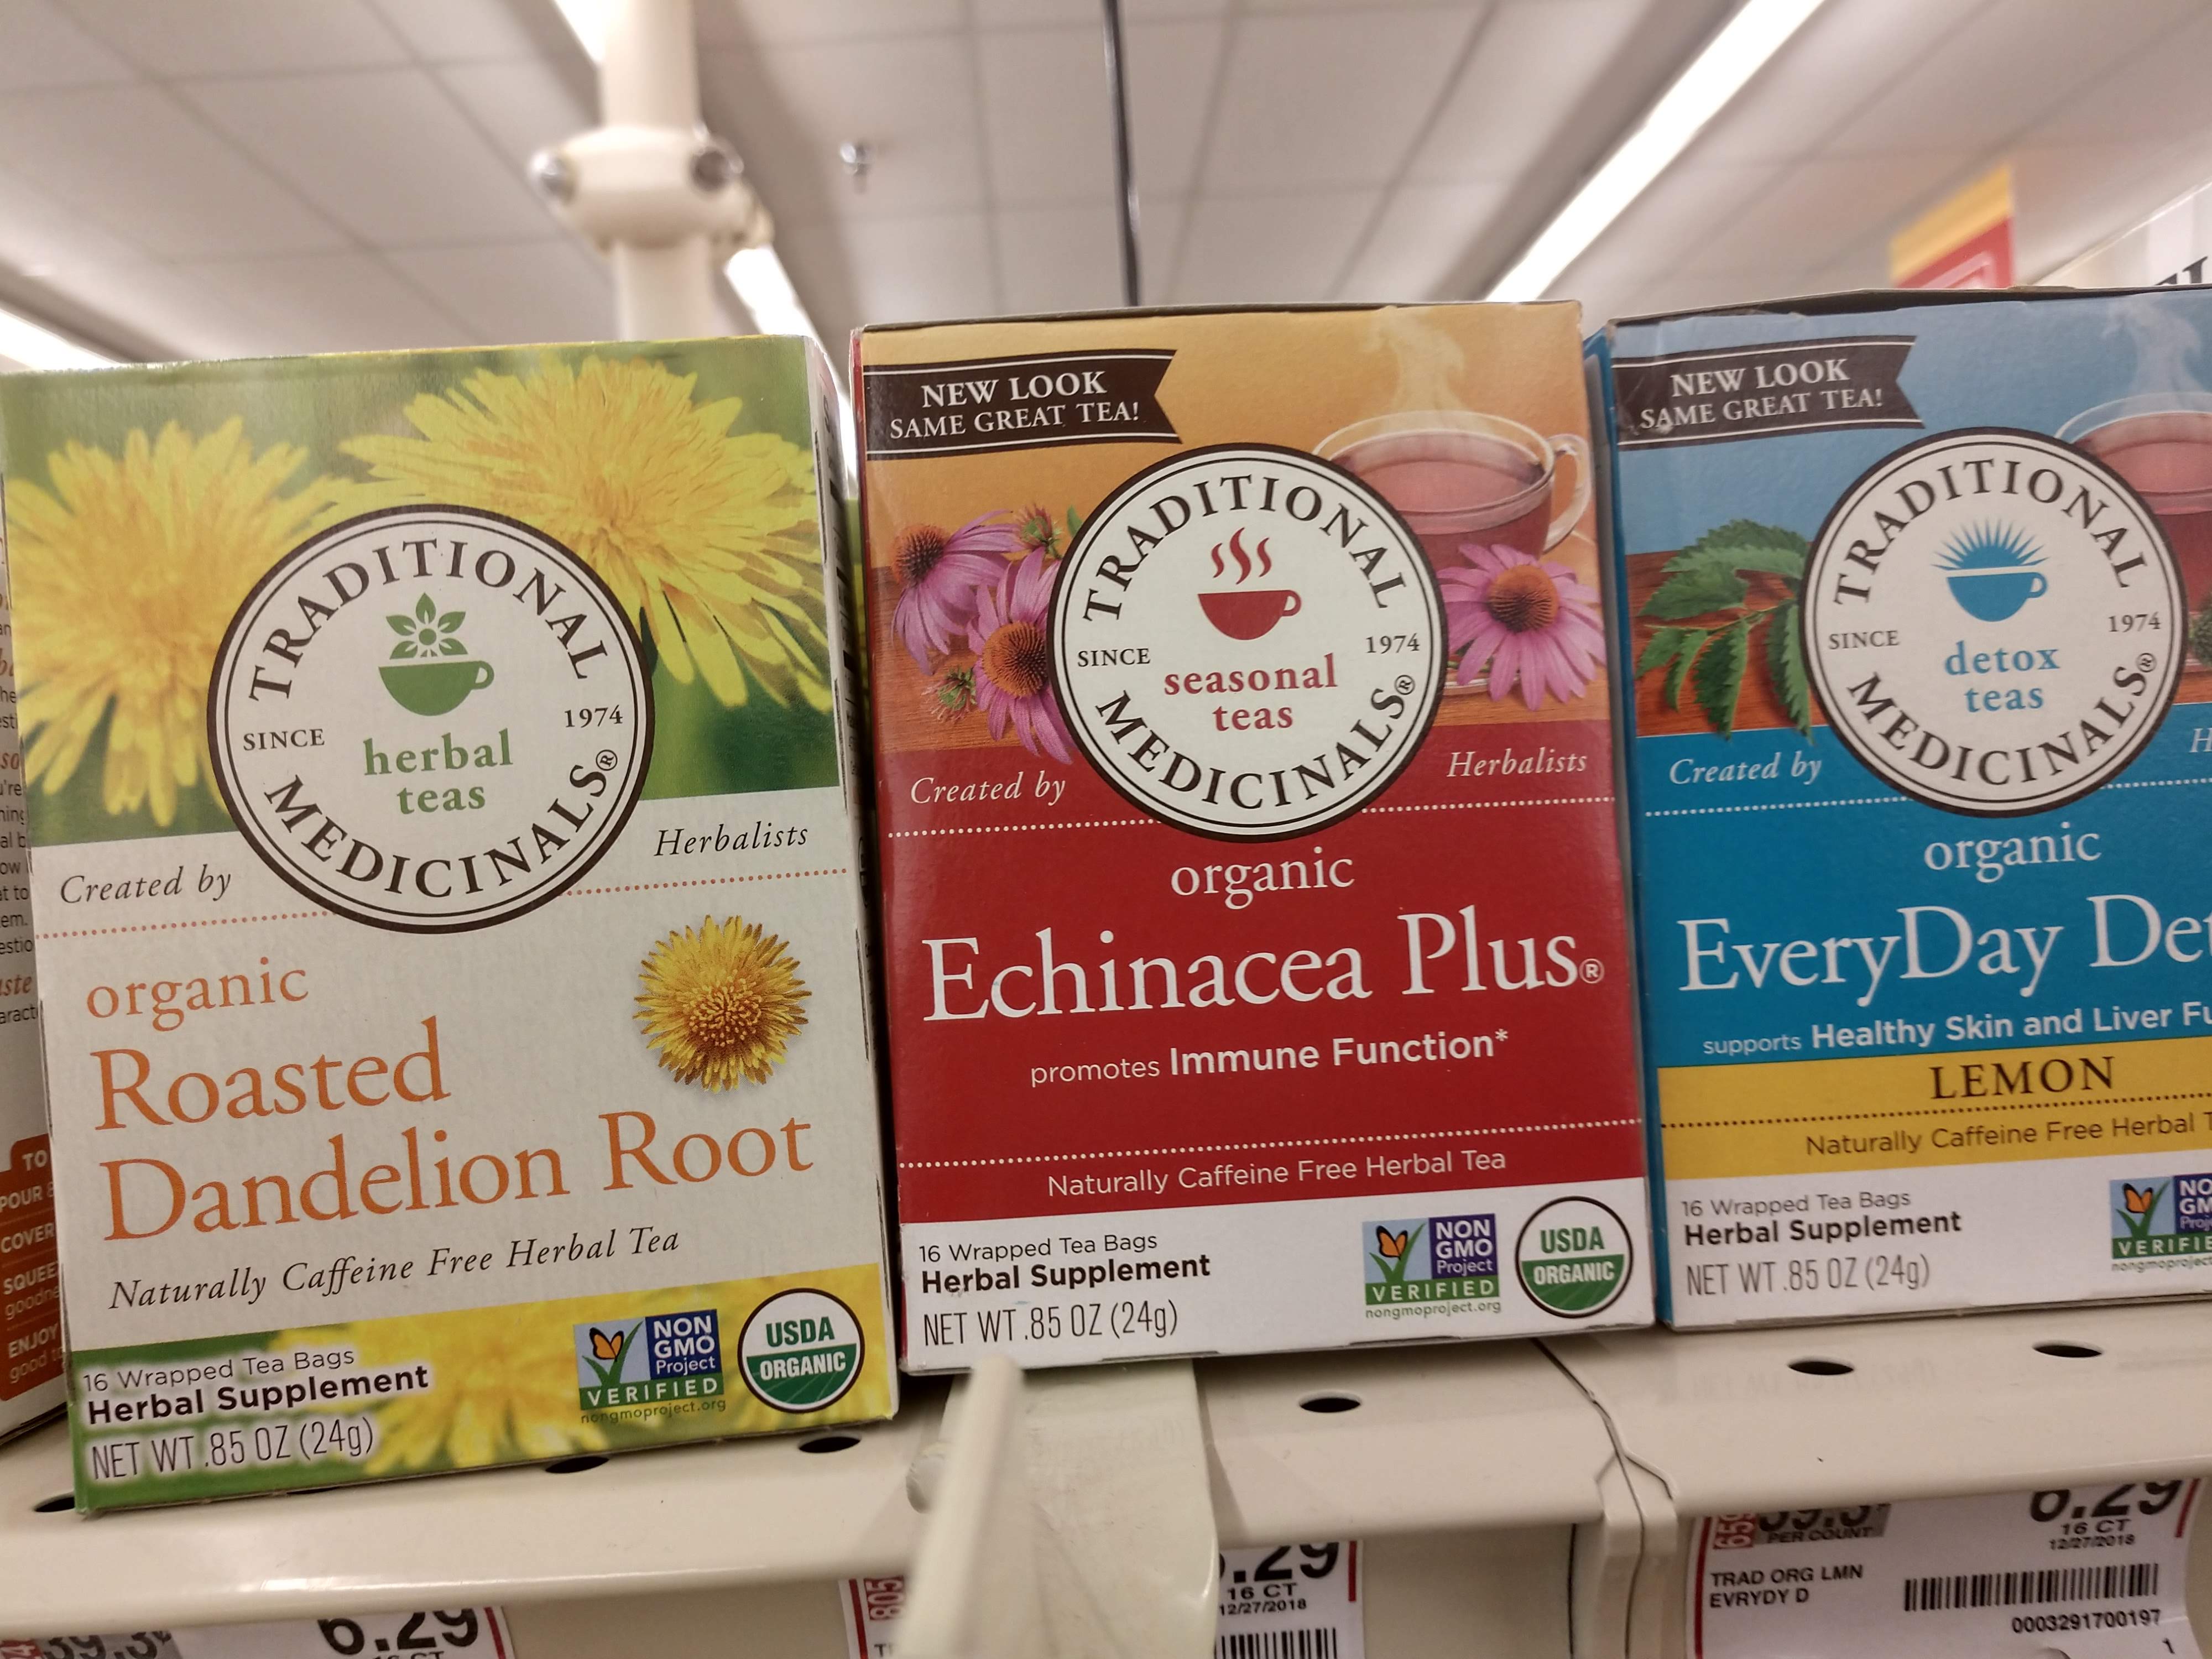 TRADITIONAL
SINCE 1974
herbal
teas
MEDICINALS®
Created by Herbalists
organic
Roasted
Dandelion Root
Naturally Caffeine Free Herbal Tea
16 Wrapped Tea Bags
Herbal Supplement
NET WT .85 OZ (24g)
NON
GMO
Project
VERIFIED
nongmoproject.org
USDA
ORGANIC
NEW LOOK
SAME GREAT TEA!
TRADITIONAL
SINCE 1974
seasonal
teas
MEDICINALS®
Created by Herbalists
organic
Echinacea Plus®
promotes Immune Function*
Naturally Caffeine Free Herbal Tea
16 Wrapped Tea Bags
Herbal Supplement
NET WT .85 OZ (24g)
NON
GMO
Project
VERIFIED
nongmoproject.org
USDA
ORGANIC
NEW LOOK
SAME GREAT TEA!
TRADITIONAL
SINCE 1974
detox
teas
MEDICINALS®
Created by
organic
EveryDay
supports Healthy Skin and Liver
LEMON
Naturally Caffeine Free Herbal
16 Wrapped Tea Bags
Herbal Supplement
NET WT .85 OZ (24g)
TO
POUR
COVER
ENJOY
6.29
16 CT
12/27/2018
6.29
PER COUNT
16 CT
12/27/2018
TRAD ORG LMN
EVRYDY D
0003291700197
1